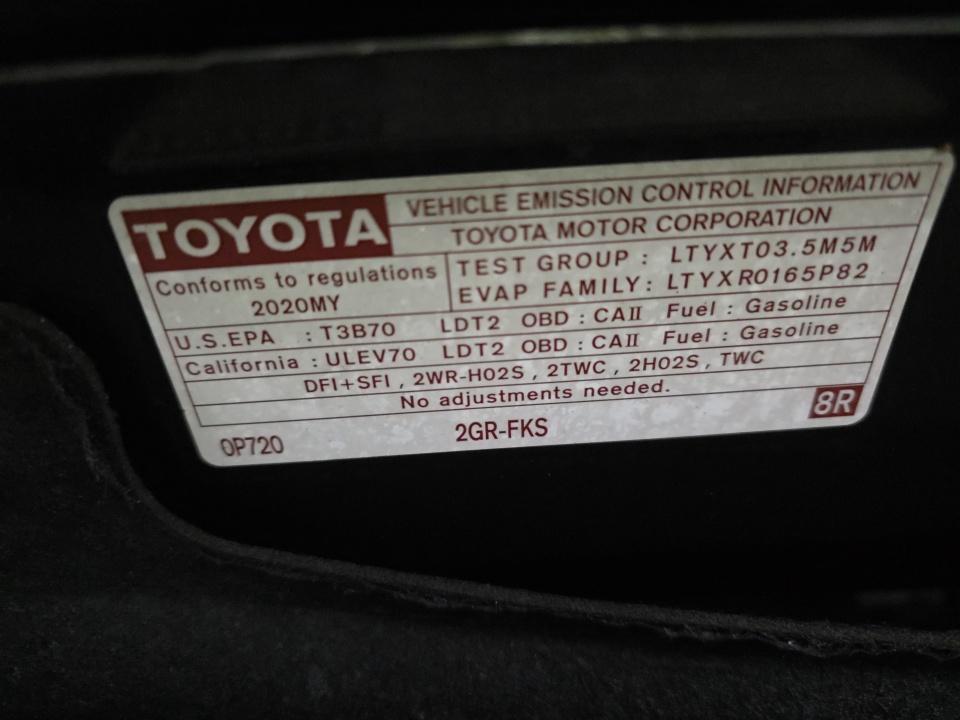 TOYOTA
VEHICLE EMISSION CONTROL INFORMATION
TOYOTA MOTOR CORPORATION
Conforms to regulations
2020MY
TEST GROUP : LTYXT03.5M5M
EVAP FAMILY: LTYXR0165P82
U.S.EPA : T3B70 LDT2 OBD : CAII Fuel : Gasoline
California : ULEV70 LDT2 OBD : CAII Fuel : Gasoline
DFI+SFI , 2WR-HO2S , 2TWC , 2HO2S , TWC
No adjustments needed.
0P720
2GR-FKS
8R